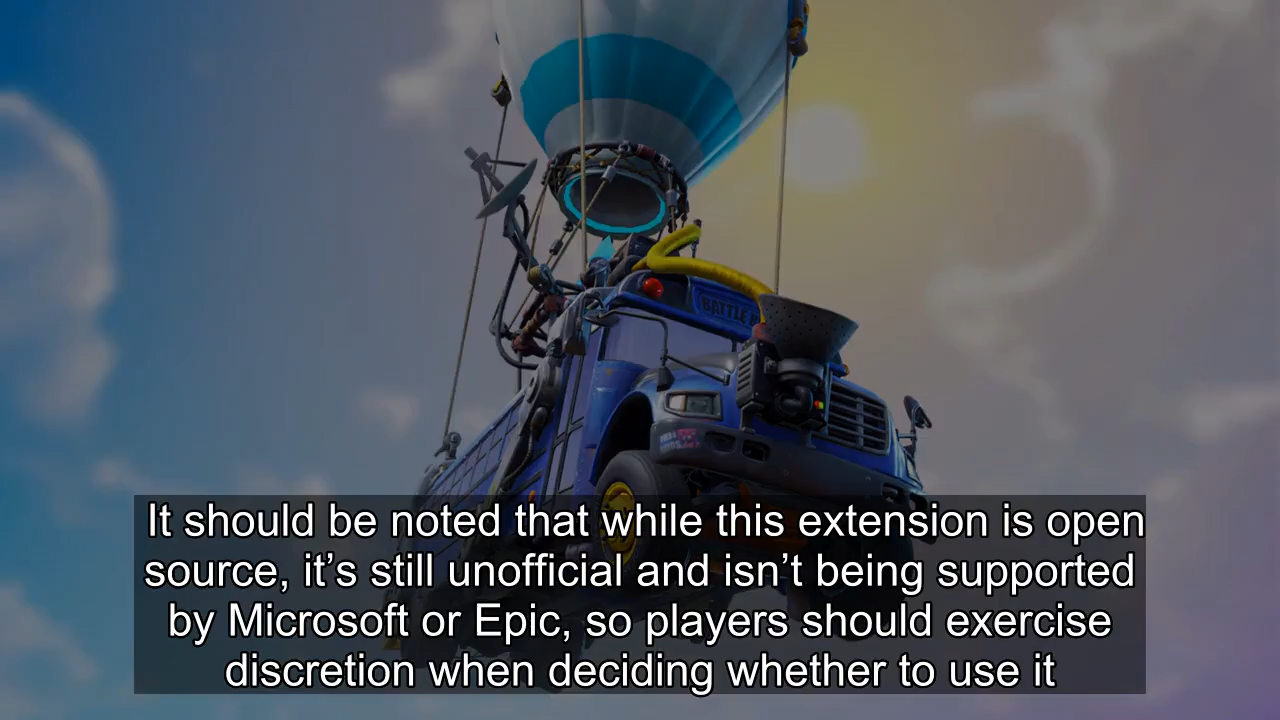 BATTLE
It should be noted that while this extension is open
source, it’s still unofficial and isn’t being supported
by Microsoft or Epic, so players should exercise
discretion when deciding whether to use it